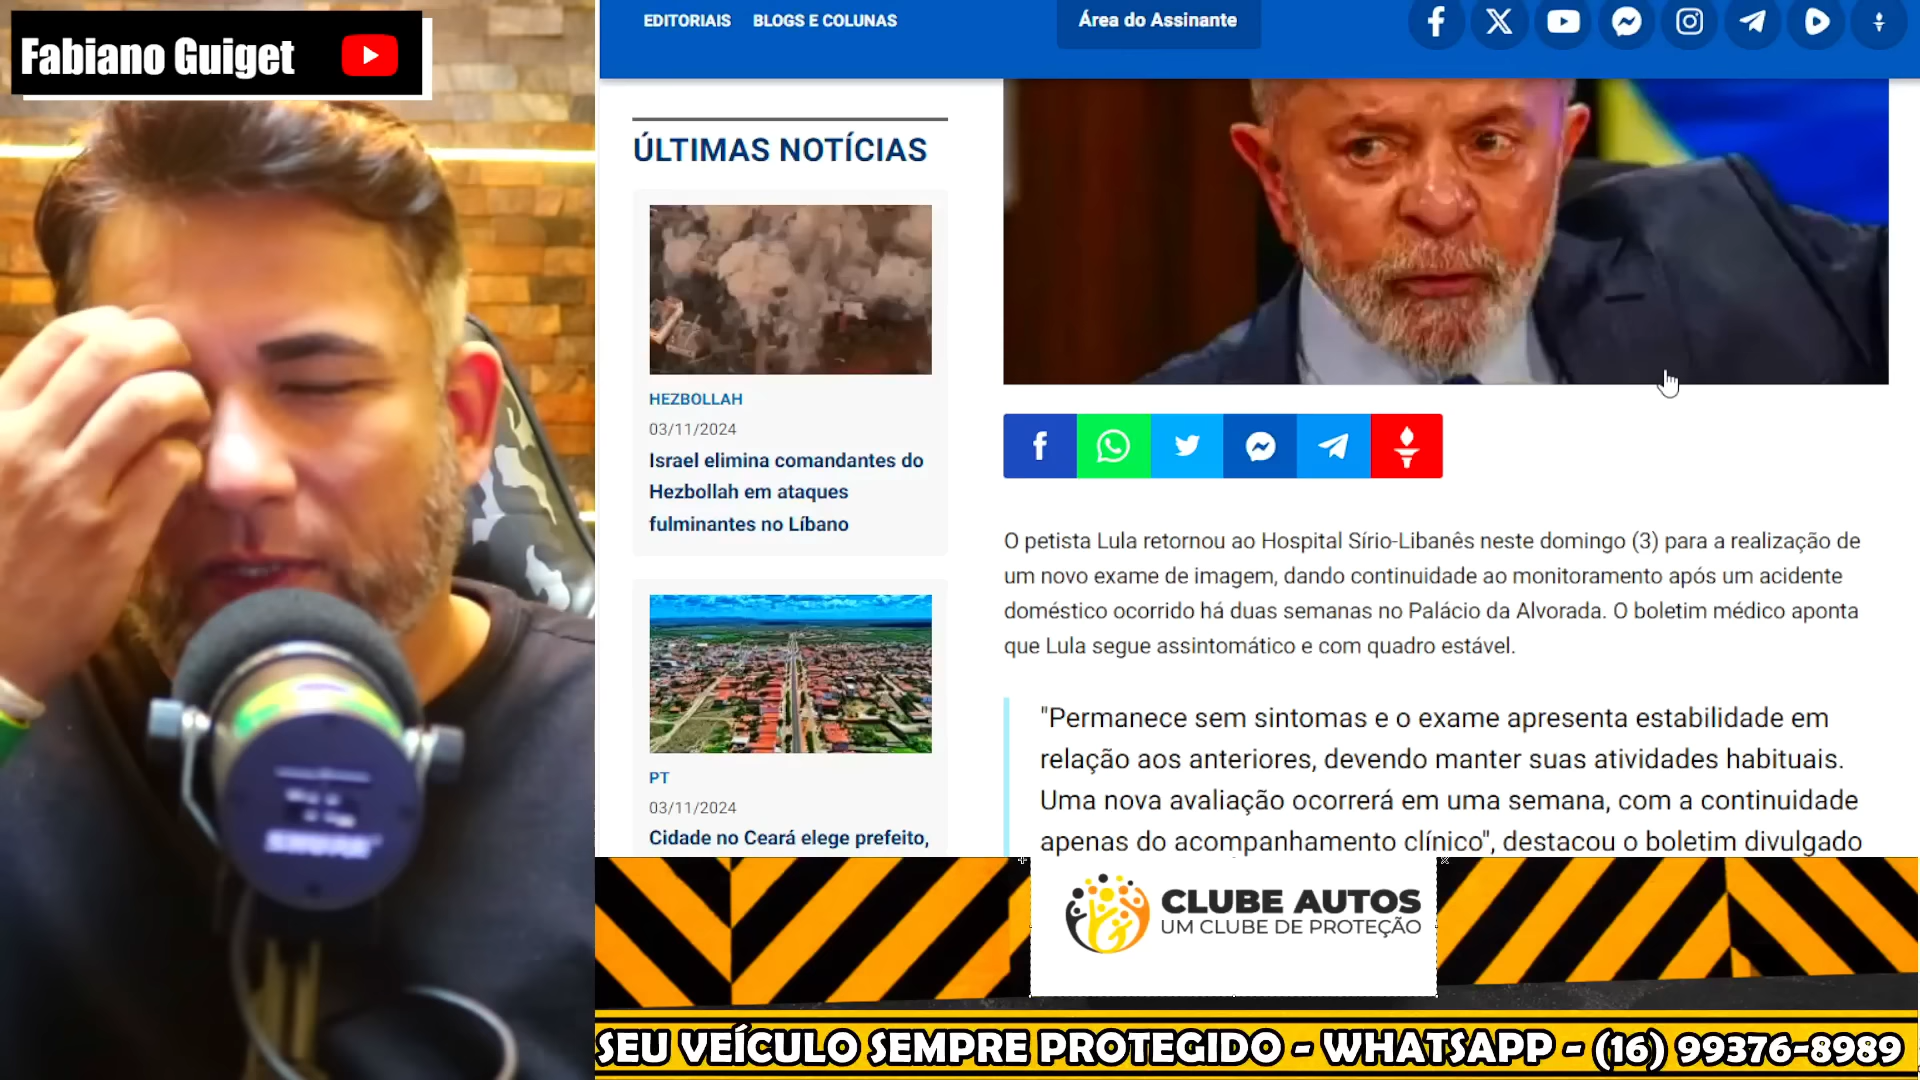 Fabiano Guiget
EDITORIAIS
BLOGS E COLUNAS
Área do Assinante
ÚLTIMAS NOTÍCIAS
HEZBOLLAH
03/11/2024
Israel elimina comandantes do
Hezbollah em ataques
fulminantes no Líbano
PT
03/11/2024
Cidade no Ceará elege prefeito,
O petista Lula retornou ao Hospital Sírio-Libanês neste domingo (3) para a realização de
um novo exame de imagem, dando continuidade ao monitoramento após um acidente
doméstico ocorrido há duas semanas no Palácio da Alvorada. O boletim médico aponta
que Lula segue assintomático e com quadro estável.
"Permanece sem sintomas e o exame apresenta estabilidade em
relação aos anteriores, devendo manter suas atividades habituais.
Uma nova avaliação ocorrerá em uma semana, com a continuidade
apenas do acompanhamento clínico", destacou o boletim divulgado
CLUBE AUTOS
UM CLUBE DE PROTEÇÃO
SEU VEÍCULO SEMPRE PROTEGIDO - WHATSAPP - (16) 99376-8989